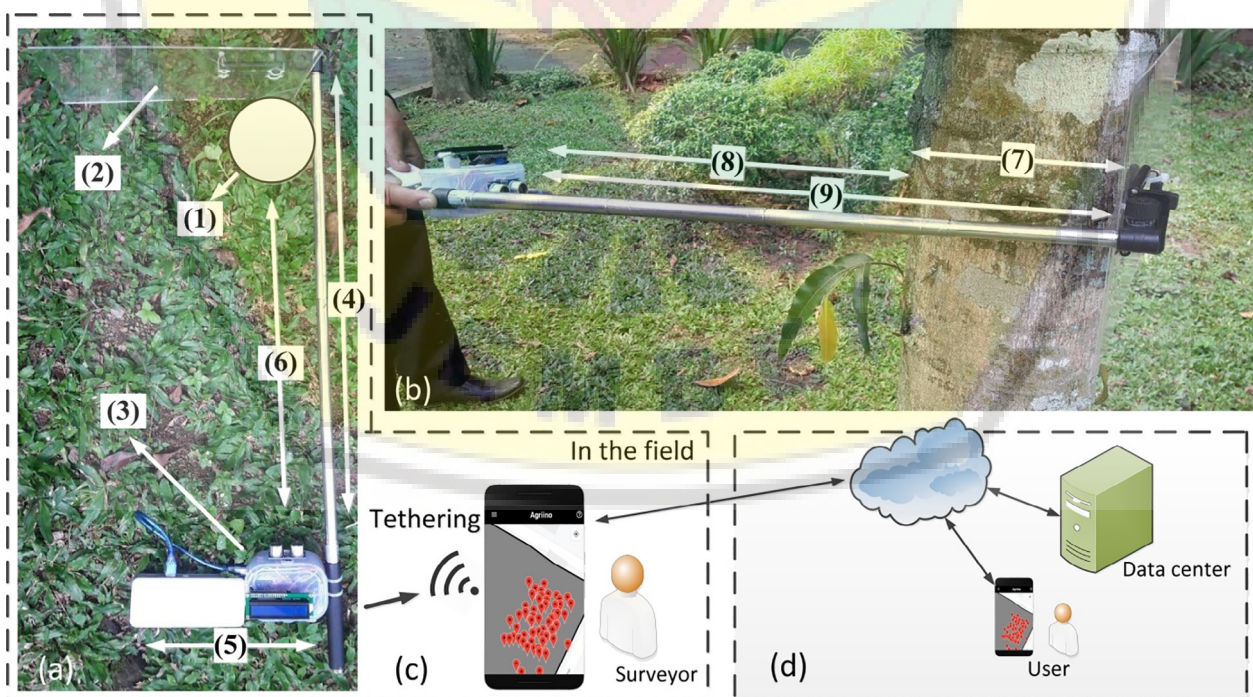 (2)
(1)
(4)
(6)
(3)
(5)
(a)
(8)
(7)
(9)
(b)
In the field
Tethering
Agriino
Surveyor
(c)
Data center
User
(d)